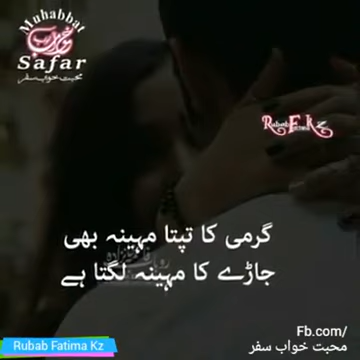 Muhabbat
Safar
محبت خواب سفر
Rubab Fatima Kz
گرمی کا تپتا مہینہ بھی
جاڑے کا مہینہ لگتا ہے
Fb.com/
محبت خواب سفر
Rubab Fatima Kz